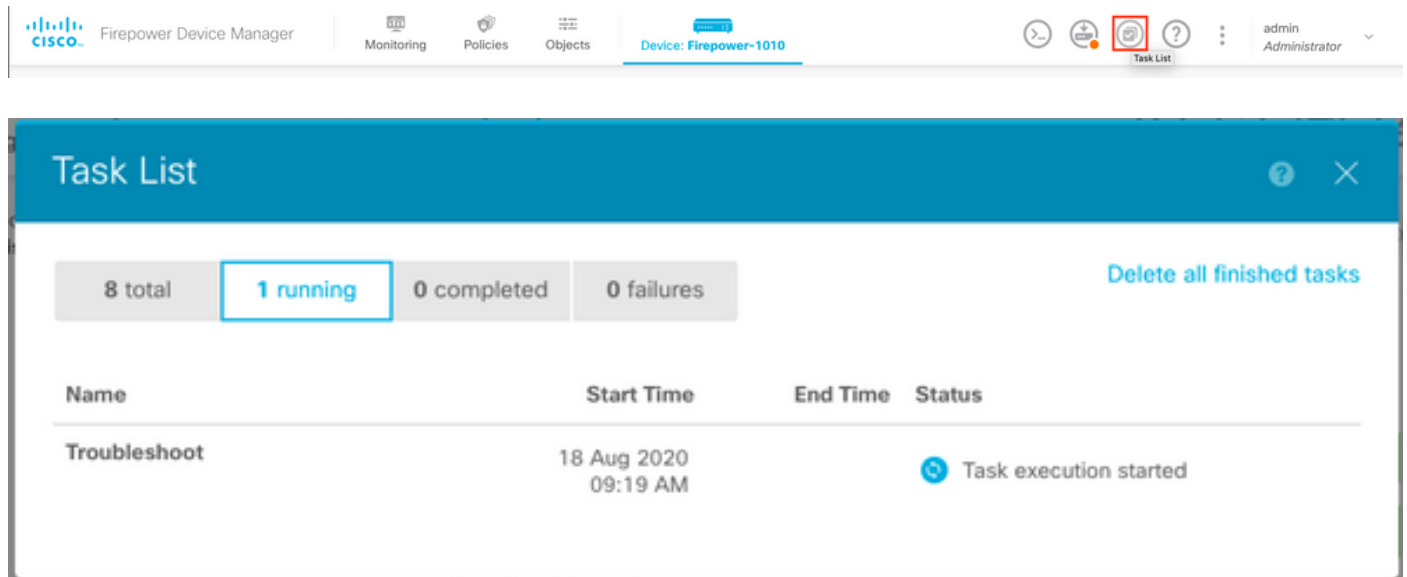 CISCO
Firepower Device Manager
Monitoring
Policies
Objects
Device: Firepower-1010
admin
Administrator
Task List
Task List
8 total
1 running
0 completed
0 failures
Delete all finished tasks
Name
Start Time
End Time
Status
Troubleshoot
18 Aug 2020
09:19 AM
Task execution started